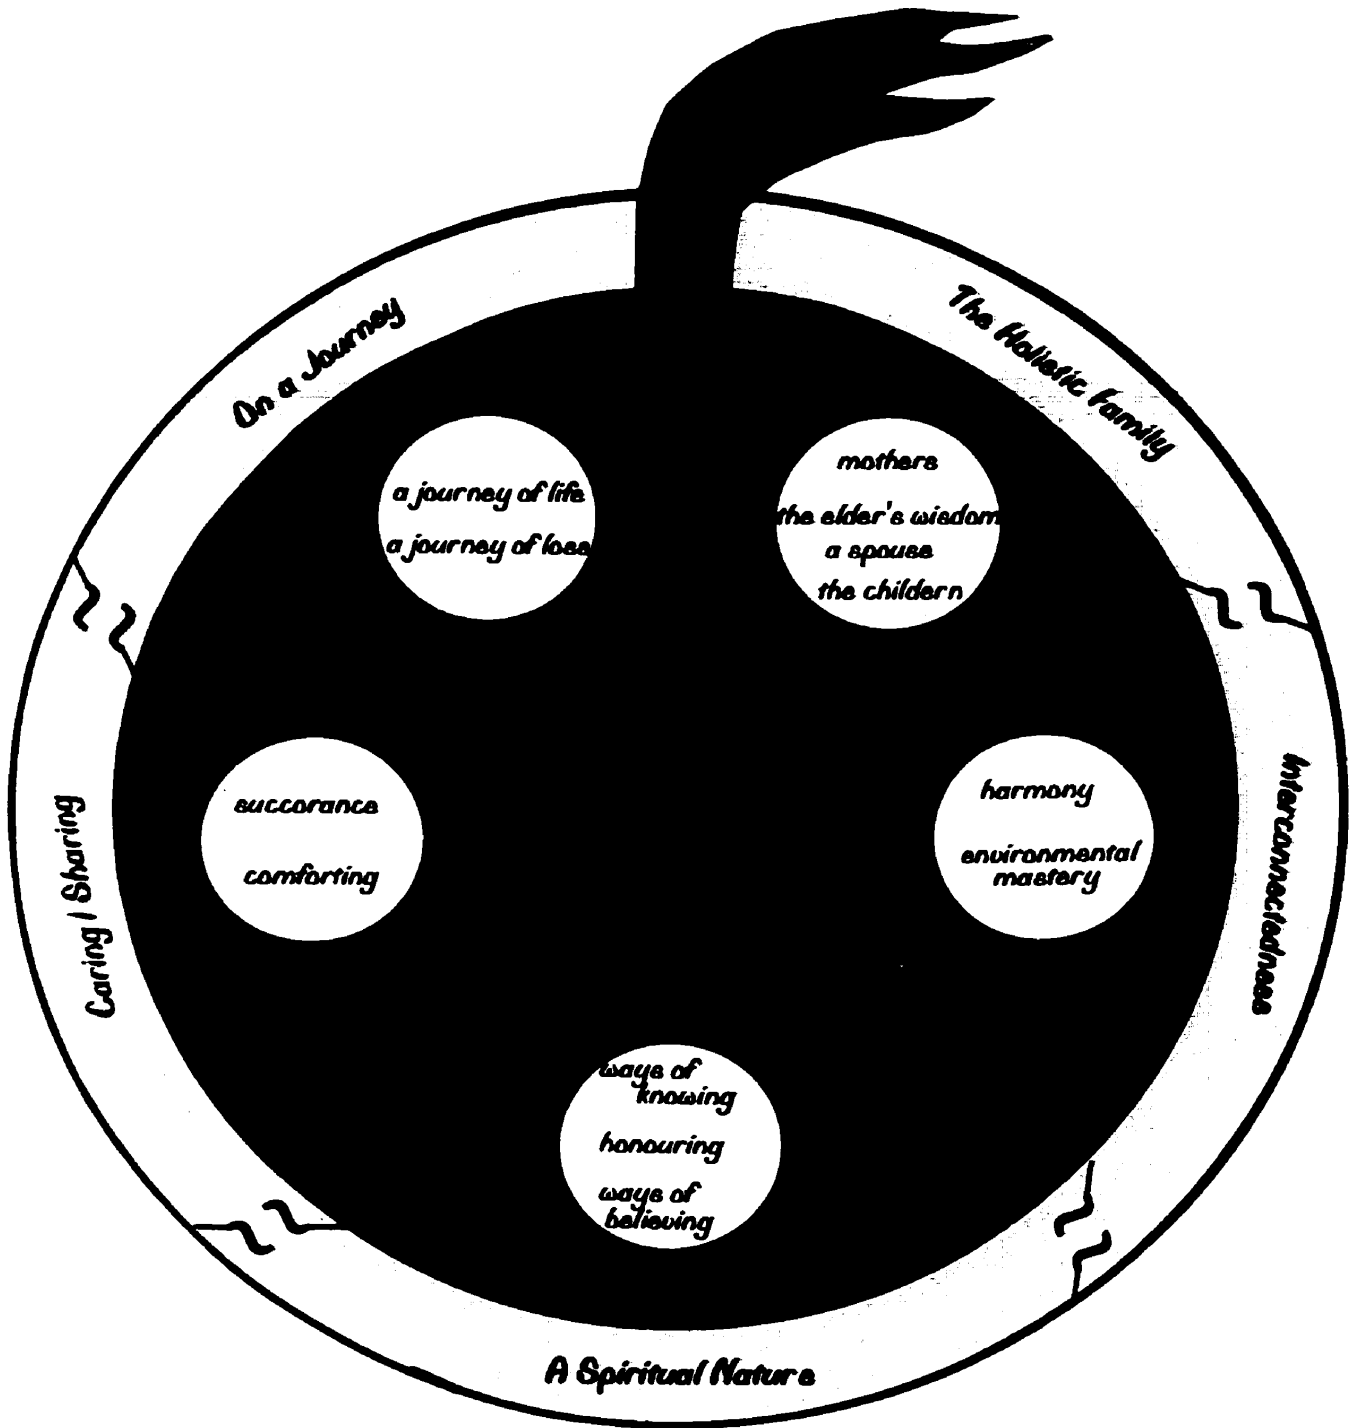 On a Journey
The Holistic Family
a journey of life
a journey of loss
mothers
the elder's wisdom
a spouse
the childern
Caring / Sharing
succorance
comforting
harmony
environmental
mastery
Interconnectedness
ways of
knowing
honouring
ways of
believing
A Spiritual Nature